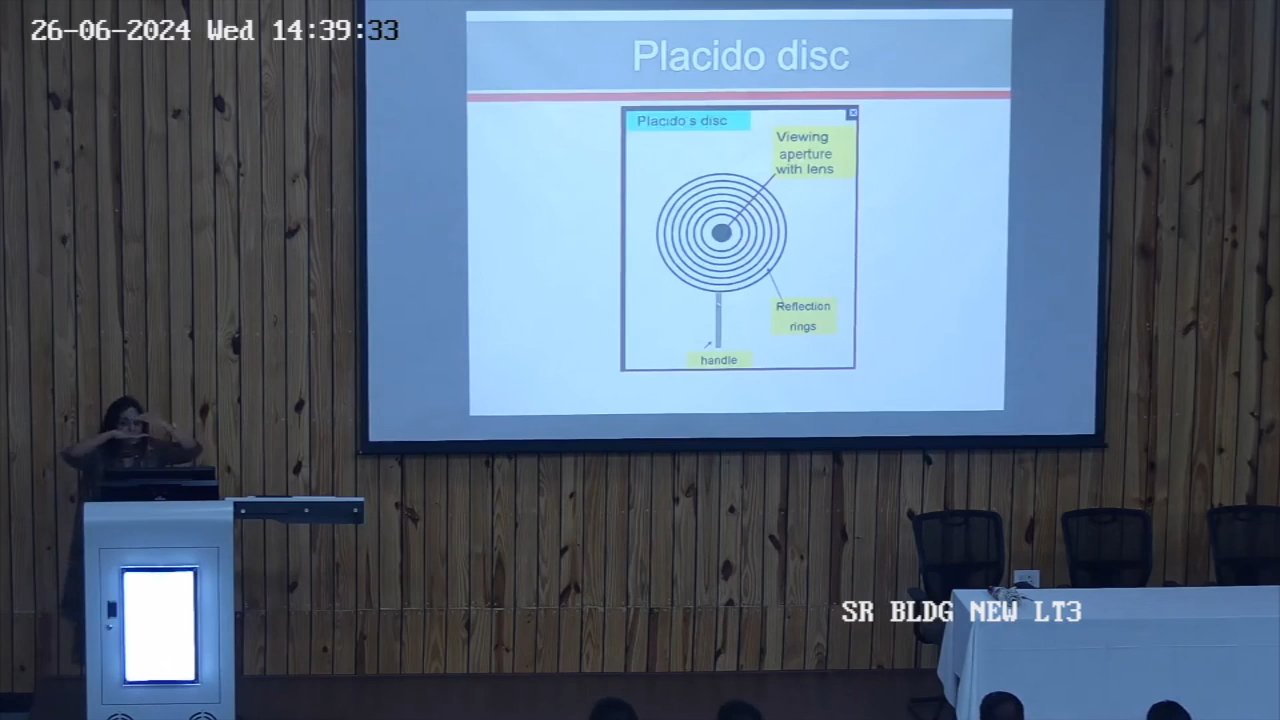 26-06-2024 Wed 14:39:33
Placido disc
Placido s disc
Viewing
aperture
with lens
Reflection
rings
handle
SR BLDG NEW LT3